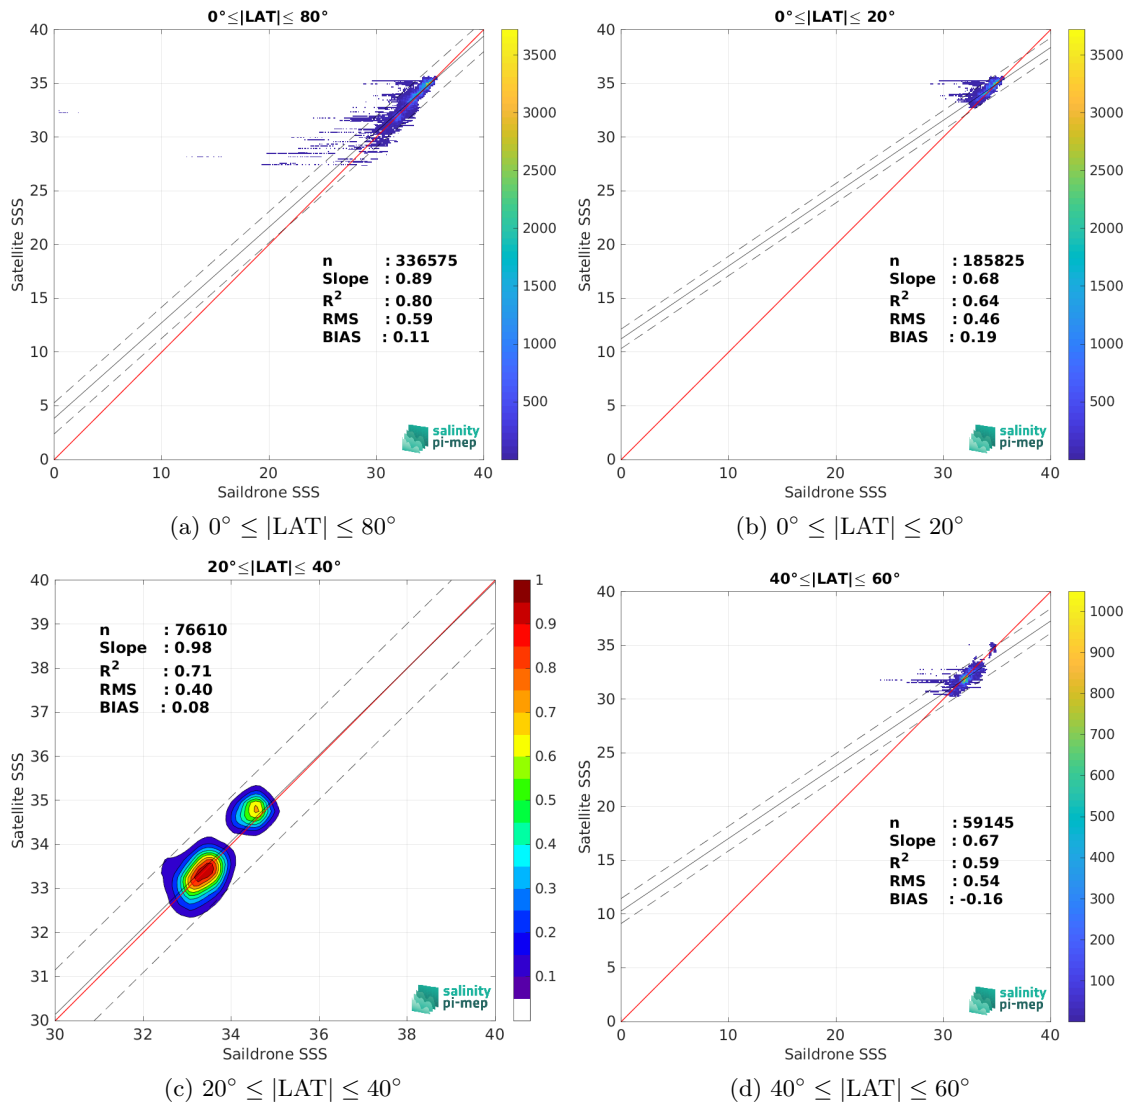 0°≤|LAT|≤ 80°
40
35
30
25
20
15
10
5
0
Satellite SSS
n : 336575
Slope : 0.89
R² : 0.80
RMS : 0.59
BIAS : 0.11
salinity
pi-mep
0 10 20 30 40
Saildrone SSS
3500
3000
2500
2000
1500
1000
500
(a) 0° ≤ |LAT| ≤ 80°
0°≤|LAT|≤ 20°
40
35
30
25
20
15
10
5
0
Satellite SSS
n : 185825
Slope : 0.68
R² : 0.64
RMS : 0.46
BIAS : 0.19
salinity
pi-mep
0 10 20 30 40
Saildrone SSS
3500
3000
2500
2000
1500
1000
500
(b) 0° ≤ |LAT| ≤ 20°
20°≤|LAT|≤ 40°
40
39
38
37
36
35
34
33
32
31
30
Satellite SSS
n : 76610
Slope : 0.98
R² : 0.71
RMS : 0.40
BIAS : 0.08
salinity
pi-mep
30 32 34 36 38 40
Saildrone SSS
1
0.9
0.8
0.7
0.6
0.5
0.4
0.3
0.2
0.1
(c) 20° ≤ |LAT| ≤ 40°
40°≤|LAT|≤ 60°
40
35
30
25
20
15
10
5
0
Satellite SSS
n : 59145
Slope : 0.67
R² : 0.59
RMS : 0.54
BIAS : -0.16
salinity
pi-mep
0 10 20 30 40
Saildrone SSS
1000
900
800
700
600
500
400
300
200
100
(d) 40° ≤ |LAT| ≤ 60°